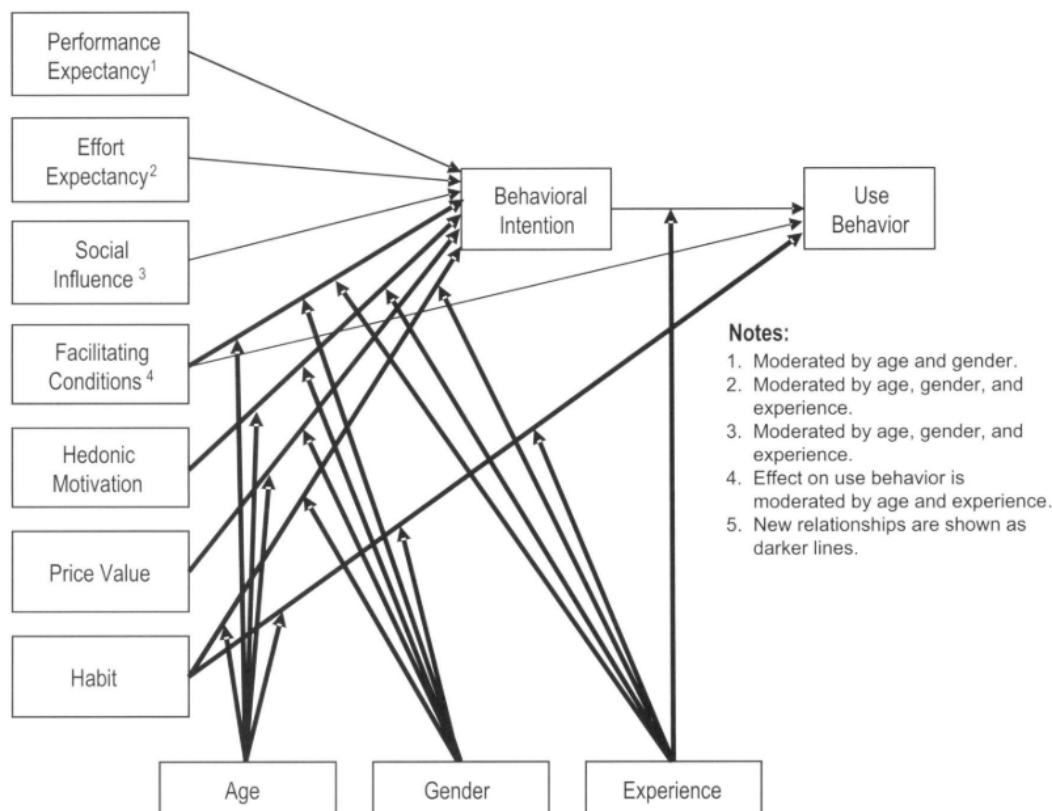 Performance
Expectancy1
Effort
Expectancy2
Social
Influence 3
Facilitating
Conditions 4
Hedonic
Motivation
Price Value
Habit
Behavioral
Intention
Use
Behavior
Notes:
1. Moderated by age and gender.
2. Moderated by age, gender, and
experience.
3. Moderated by age, gender, and
experience.
4. Effect on use behavior is
moderated by age and experience.
5. New relationships are shown as
darker lines.
Age
Gender
Experience